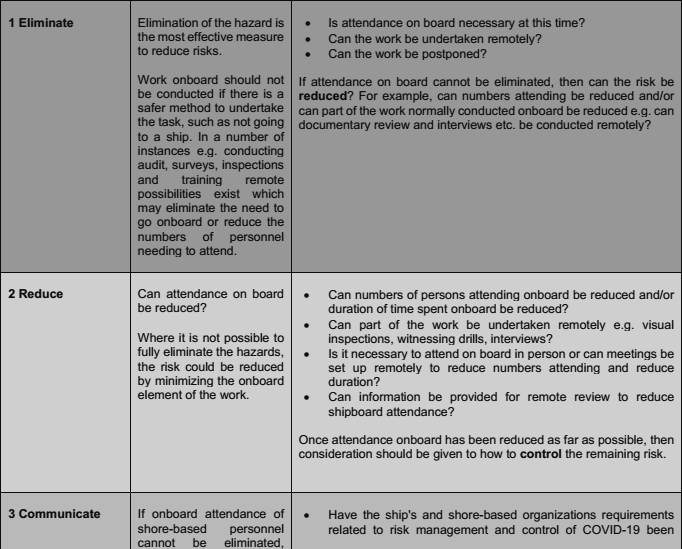 1 Eliminate
Elimination of the hazard is
the most effective measure
to reduce risks.
Work onboard should not
be conducted if there is a
safer method to undertake
the task, such as not going
to a ship. In a number of
instances e.g. conducting
audit, surveys, inspections
and training remote
possibilities exist which
may eliminate the need to
go onboard or reduce the
numbers of personnel
needing to attend.
• Is attendance on board necessary at this time?
• Can the work be undertaken remotely?
• Can the work be postponed?
If attendance on board cannot be eliminated, then can the risk be
reduced? For example, can numbers attending be reduced and/or
can part of the work normally conducted onboard be reduced e.g. can
documentary review and interviews etc. be conducted remotely?
2 Reduce
Can attendance on board
be reduced?
Where it is not possible to
fully eliminate the hazards,
the risk could be reduced
by minimizing the onboard
element of the work.
• Can numbers of persons attending onboard be reduced and/or
duration of time spent onboard be reduced?
• Can part of the work be undertaken remotely e.g. visual
inspections, witnessing drills, interviews?
• Is it necessary to attend on board in person or can meetings be
set up remotely to reduce numbers attending and reduce
duration?
• Can information be provided for remote review to reduce
shipboard attendance?
Once attendance onboard has been reduced as far as possible, then
consideration should be given to how to control the remaining risk.
3 Communicate
If onboard attendance of
shore-based personnel
cannot be eliminated,
• Have the ship's and shore-based organizations requirements
related to risk management and control of COVID-19 been